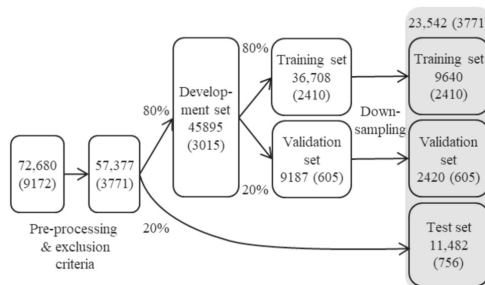 72,680
(9172)
57,377
(3771)
Pre-processing
& exclusion
criteria
80%
20%
Develop-
ment set
45895
(3015)
80%
20%
Training set
36,708
(2410)
Validation
set
9187 (605)
Down-
sampling
23,542 (3771
Training set
9640
(2410)
Validation
set
2420 (605)
Test set
11,482
(756)